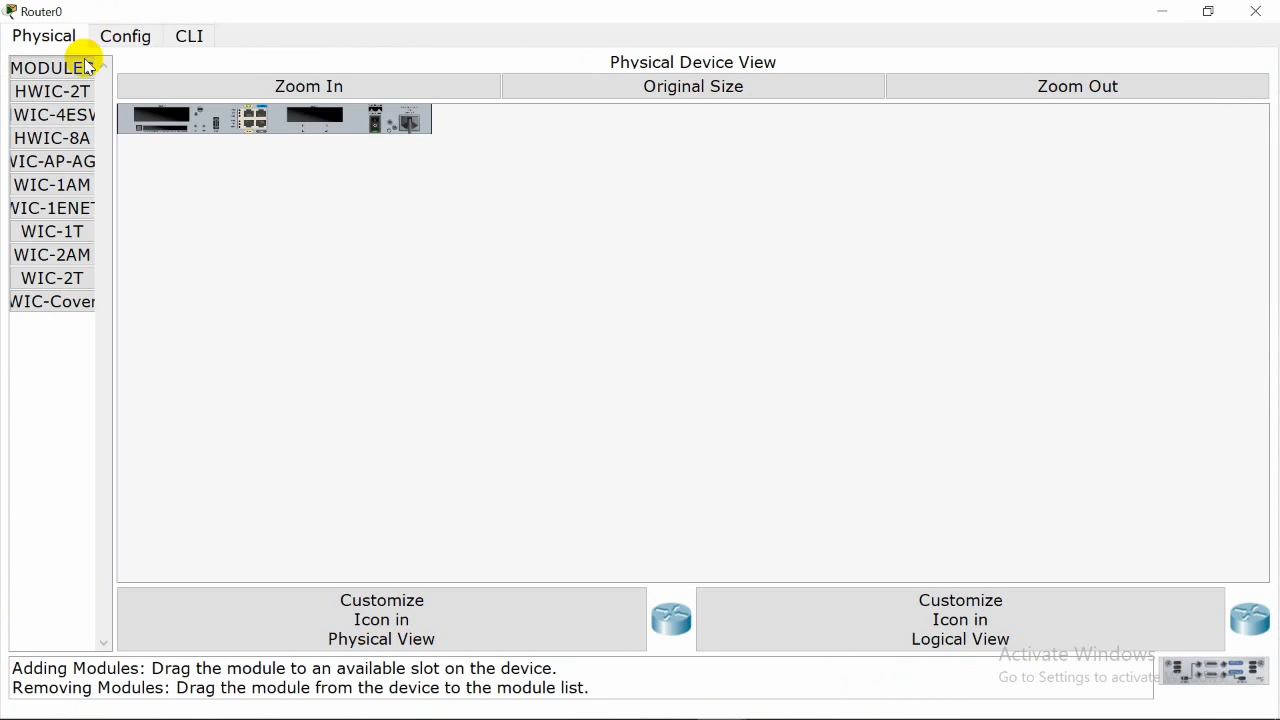 Router0
Physical Config CLI
MODULES
HWIC-2T
WIC-4ESW
HWIC-8A
WIC-AP-AG
WIC-1AM
WIC-1ENET
WIC-1T
WIC-2AM
WIC-2T
WIC-Cover
Physical Device View
Zoom In Original Size Zoom Out
Customize
Icon in
Physical View
Customize
Icon in
Logical View
Activate Windows
Go to Settings to activate
Adding Modules: Drag the module to an available slot on the device.
Removing Modules: Drag the module from the device to the module list.